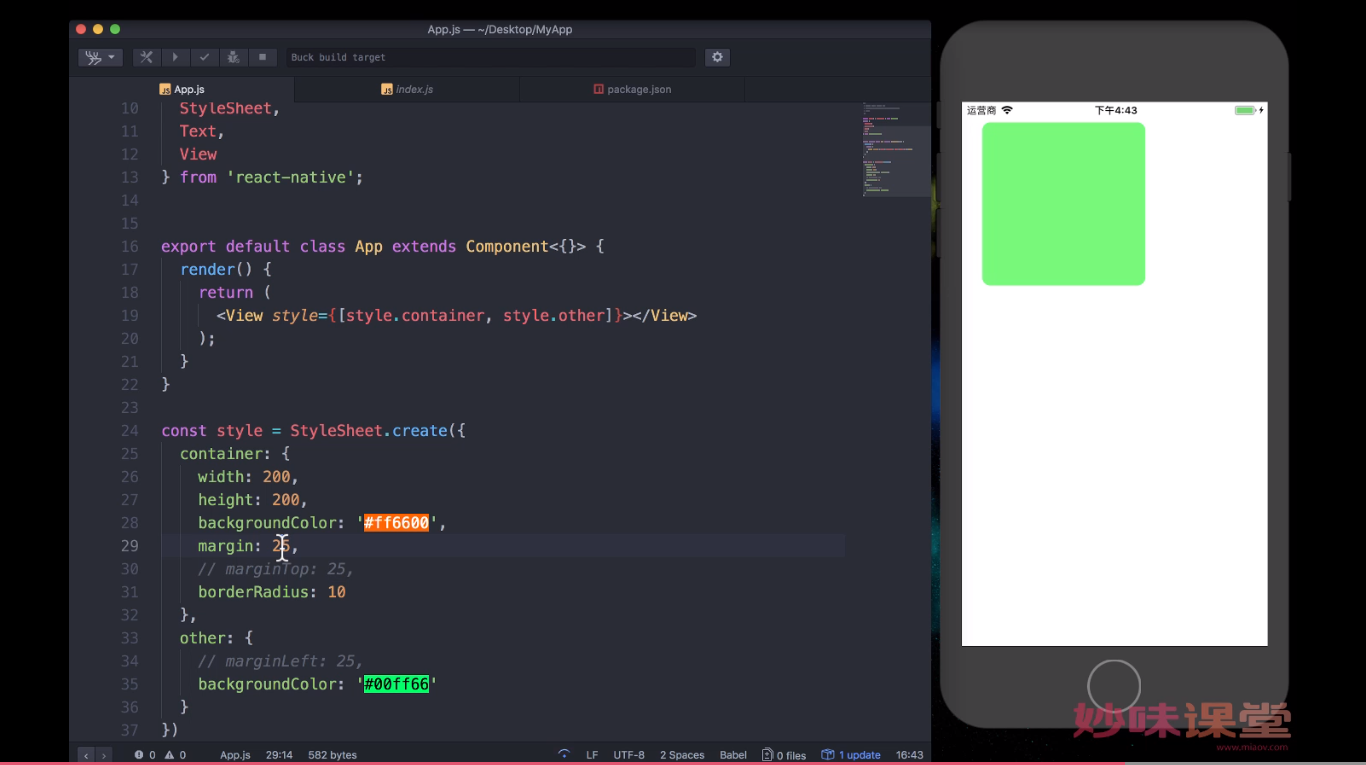 App.js — ~/Desktop/MyApp
Buck build target
App.js
index.js
package.json
10 StyleSheet,
11 Text,
12 View
13 } from 'react-native';
14
15
16 export default class App extends Component<{}> {
17 render() {
18 return (
19 <View style={[style.container, style.other]}></View>
20 );
21 }
22 }
23
24 const style = StyleSheet.create({
25 container: {
26 width: 200,
27 height: 200,
28 backgroundColor: '#ff6600',
29 margin: 25,
30 // marginTop: 25,
31 borderRadius: 10
32 },
33 other: {
34 // marginLeft: 25,
35 backgroundColor: '#00ff66'
36 }
37 })
0 0 App.js 29:14 582 bytes LF UTF-8 2 Spaces Babel 0 files 1 update 16:43
运营商 下午4:43
妙味课堂
www.miaov.com